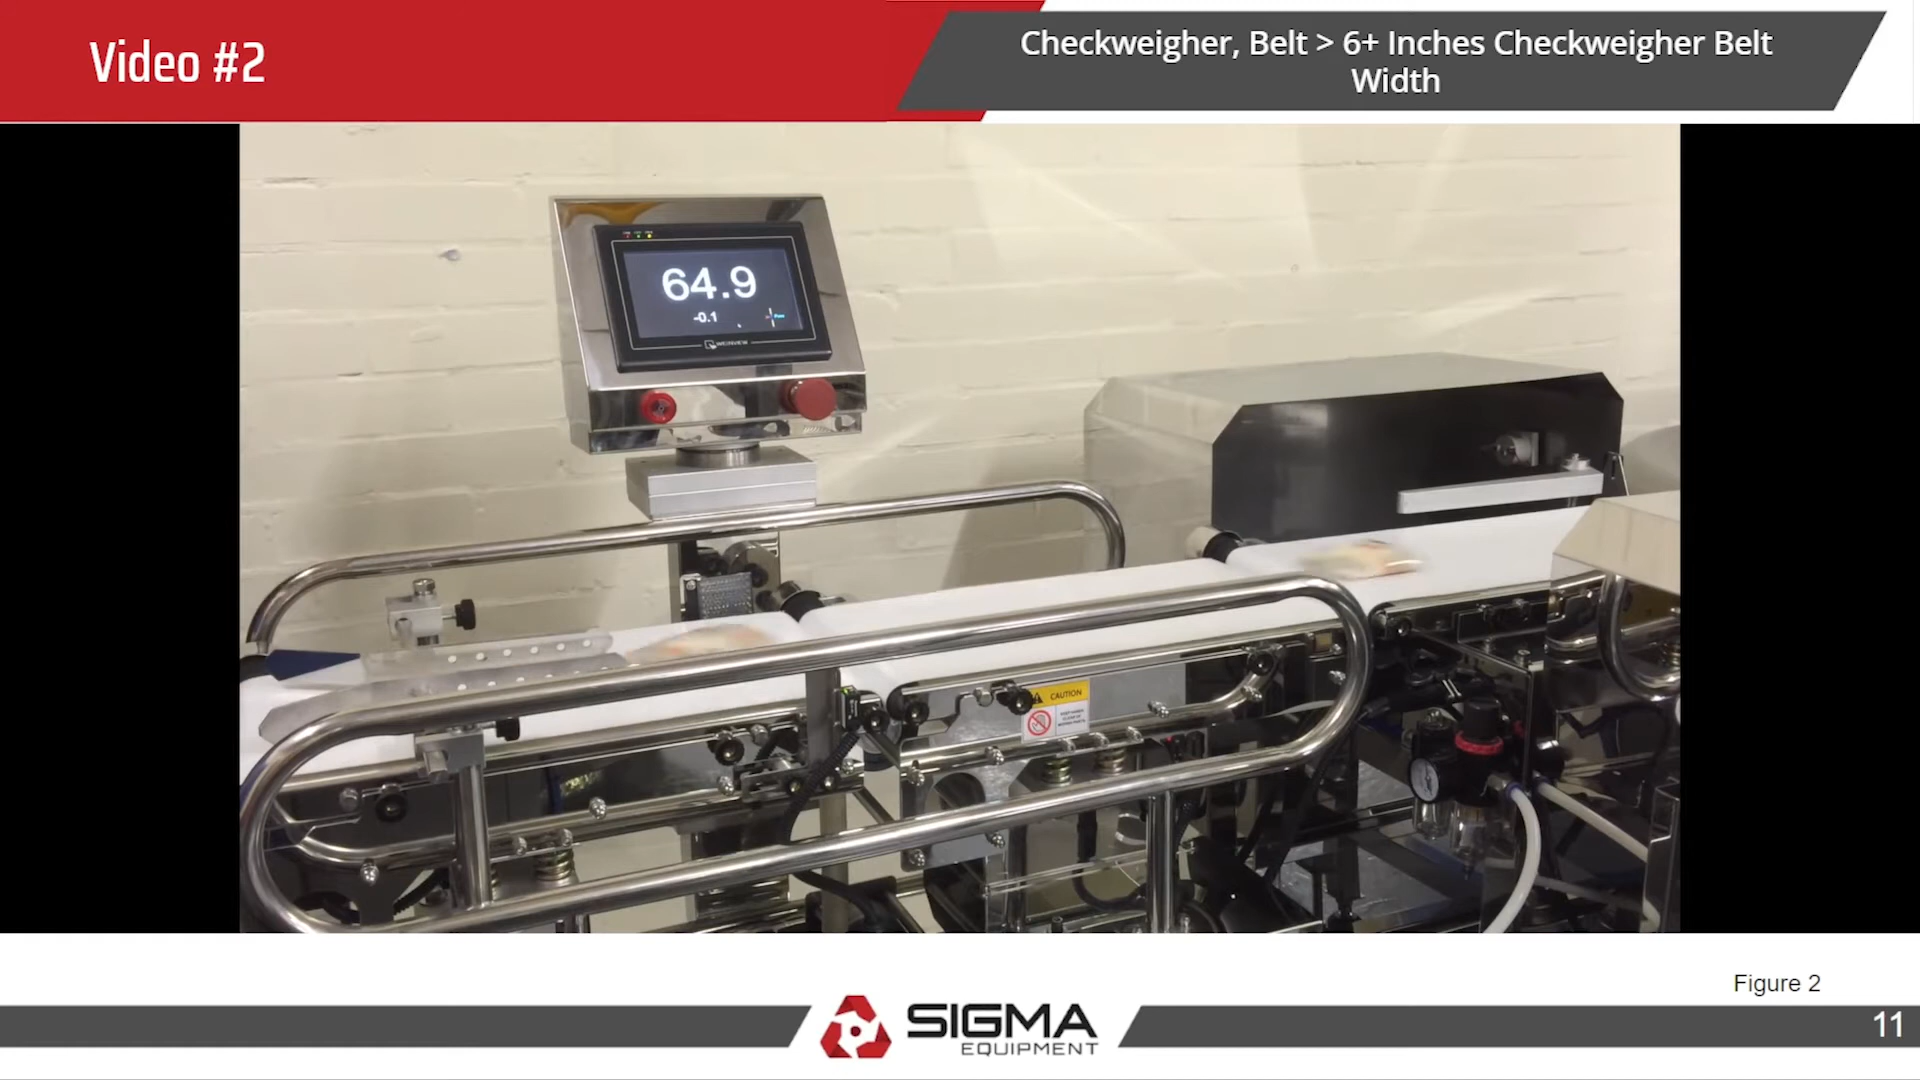 Video #2
Checkweigher, Belt > 6+ Inches Checkweigher Belt
Width
64.9
-0.1
WEINVIEW
CAUTION
Figure 2
SIGMA
EQUIPMENT
11